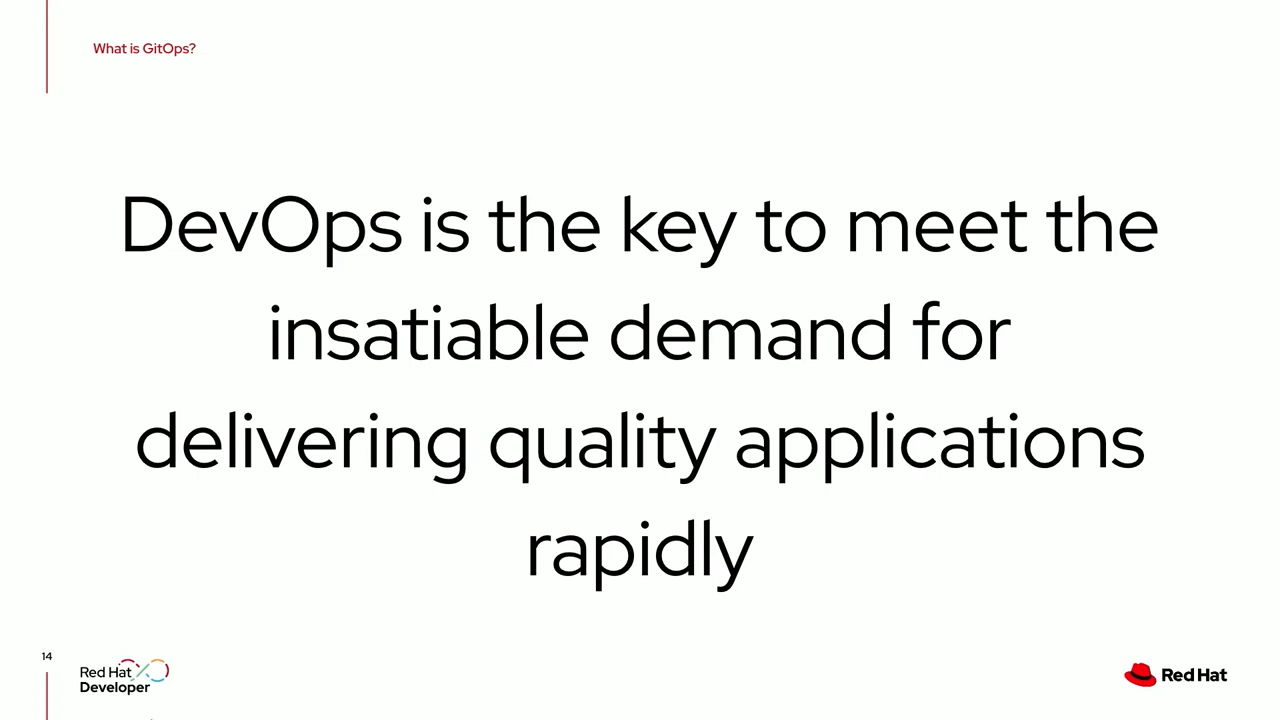 What is GitOps?
DevOps is the key to meet the
insatiable demand for
delivering quality applications
rapidly
14
Red Hat
Developer
Red Hat